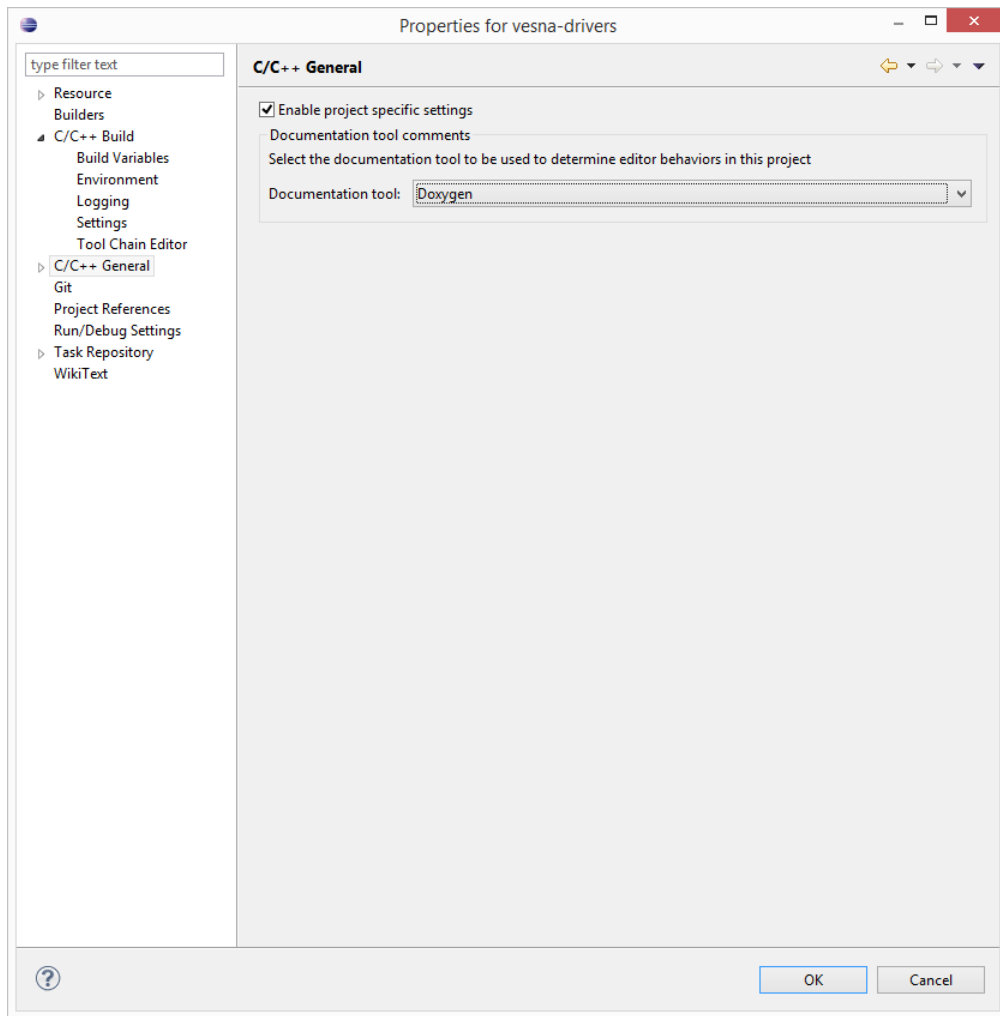 Properties for vesna-drivers
type filter text
Resource
Builders
C/C++ Build
Build Variables
Environment
Logging
Settings
Tool Chain Editor
C/C++ General
Git
Project References
Run/Debug Settings
Task Repository
WikiText
C/C++ General
Enable project specific settings
Documentation tool comments
Select the documentation tool to be used to determine editor behaviors in this project
Documentation tool: Doxygen
?
OK Cancel